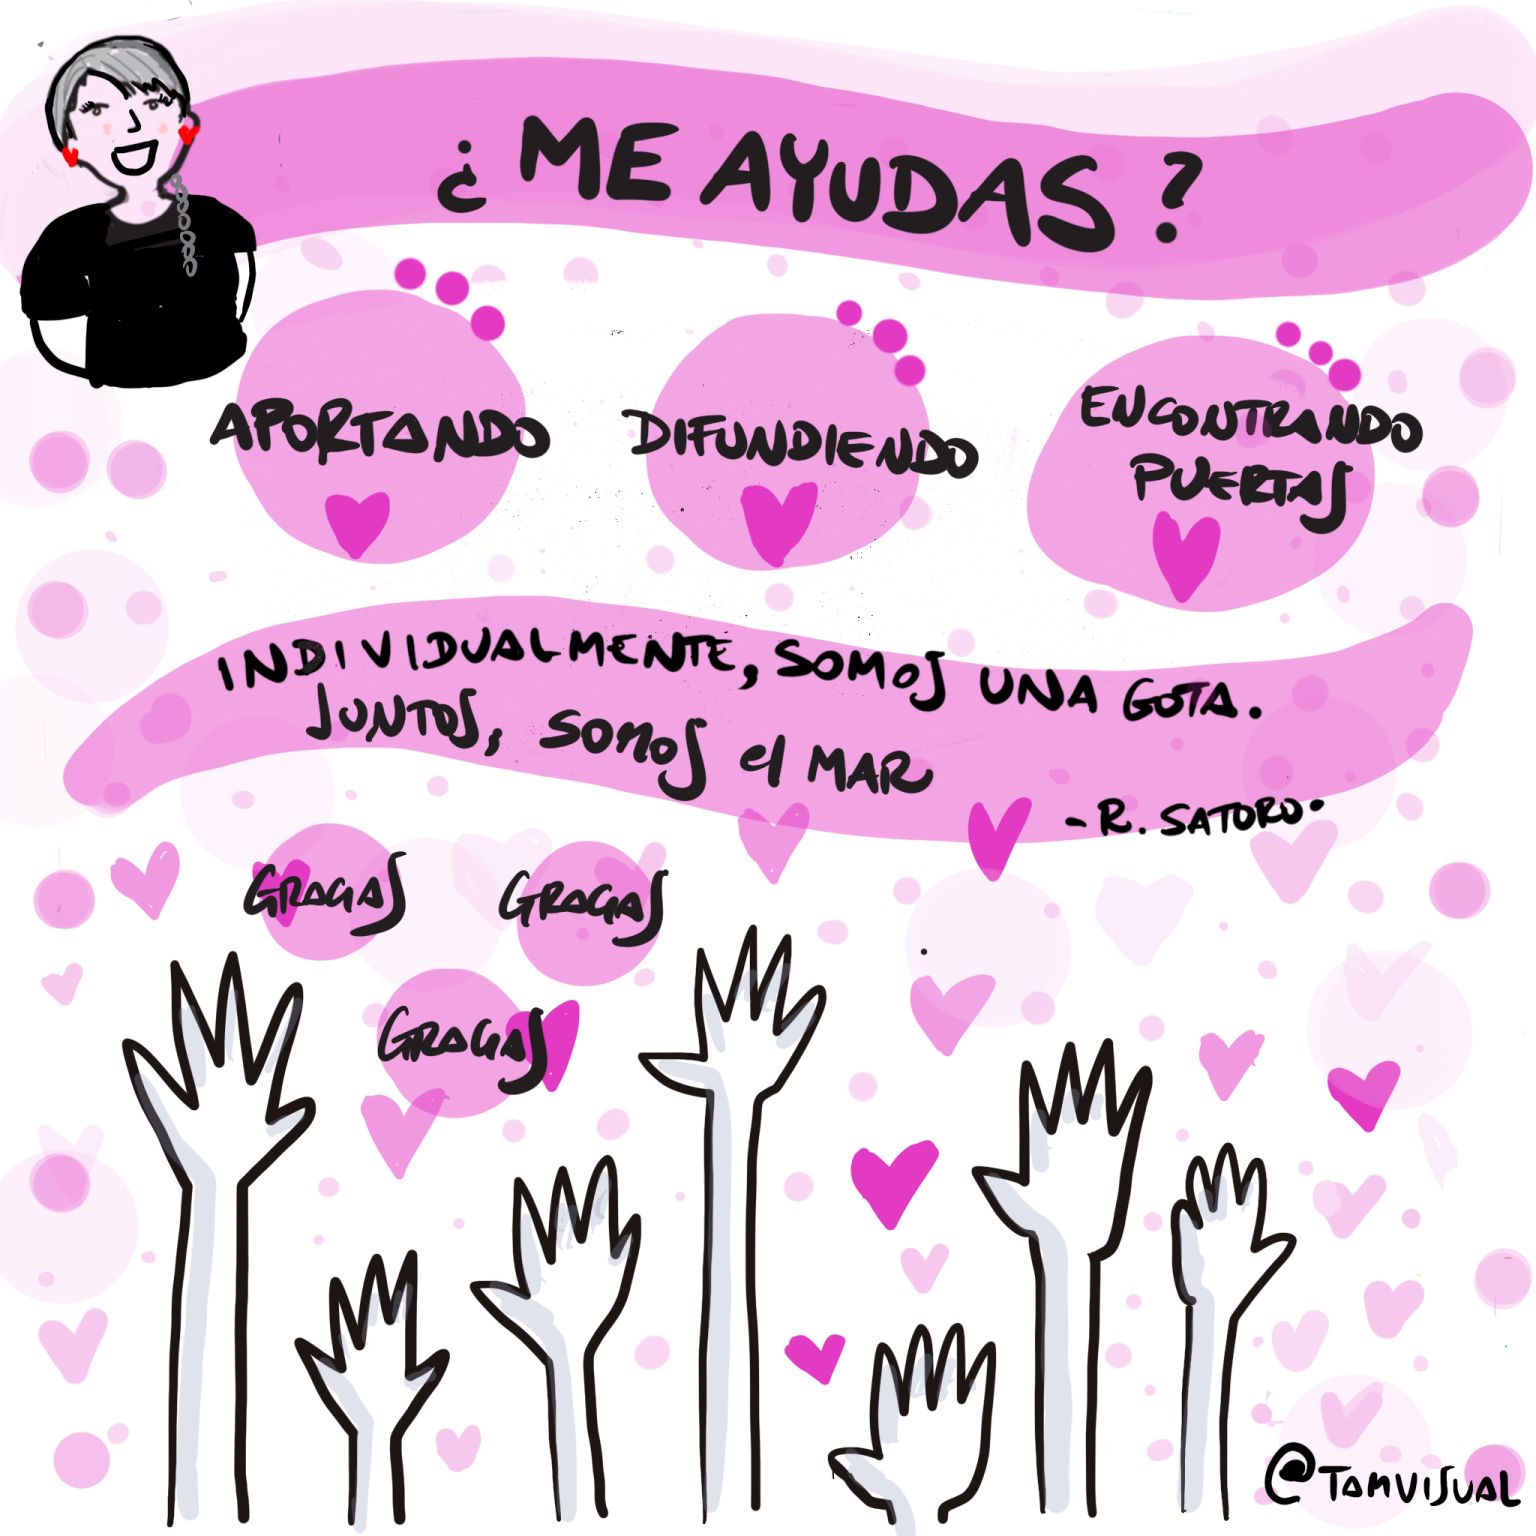 ¿ME AYUDAS?
APORTANDO
DIFUNDIENDO
ENCONTRANDO
PUERTAS
INDIVIDUALMENTE, SOMOS UNA GOTA.
JUNTOS, SOMOS el MAR
- R. SATORO.
GRACIAS
GRACIAS
GRACIAS
@TAMVISUAL